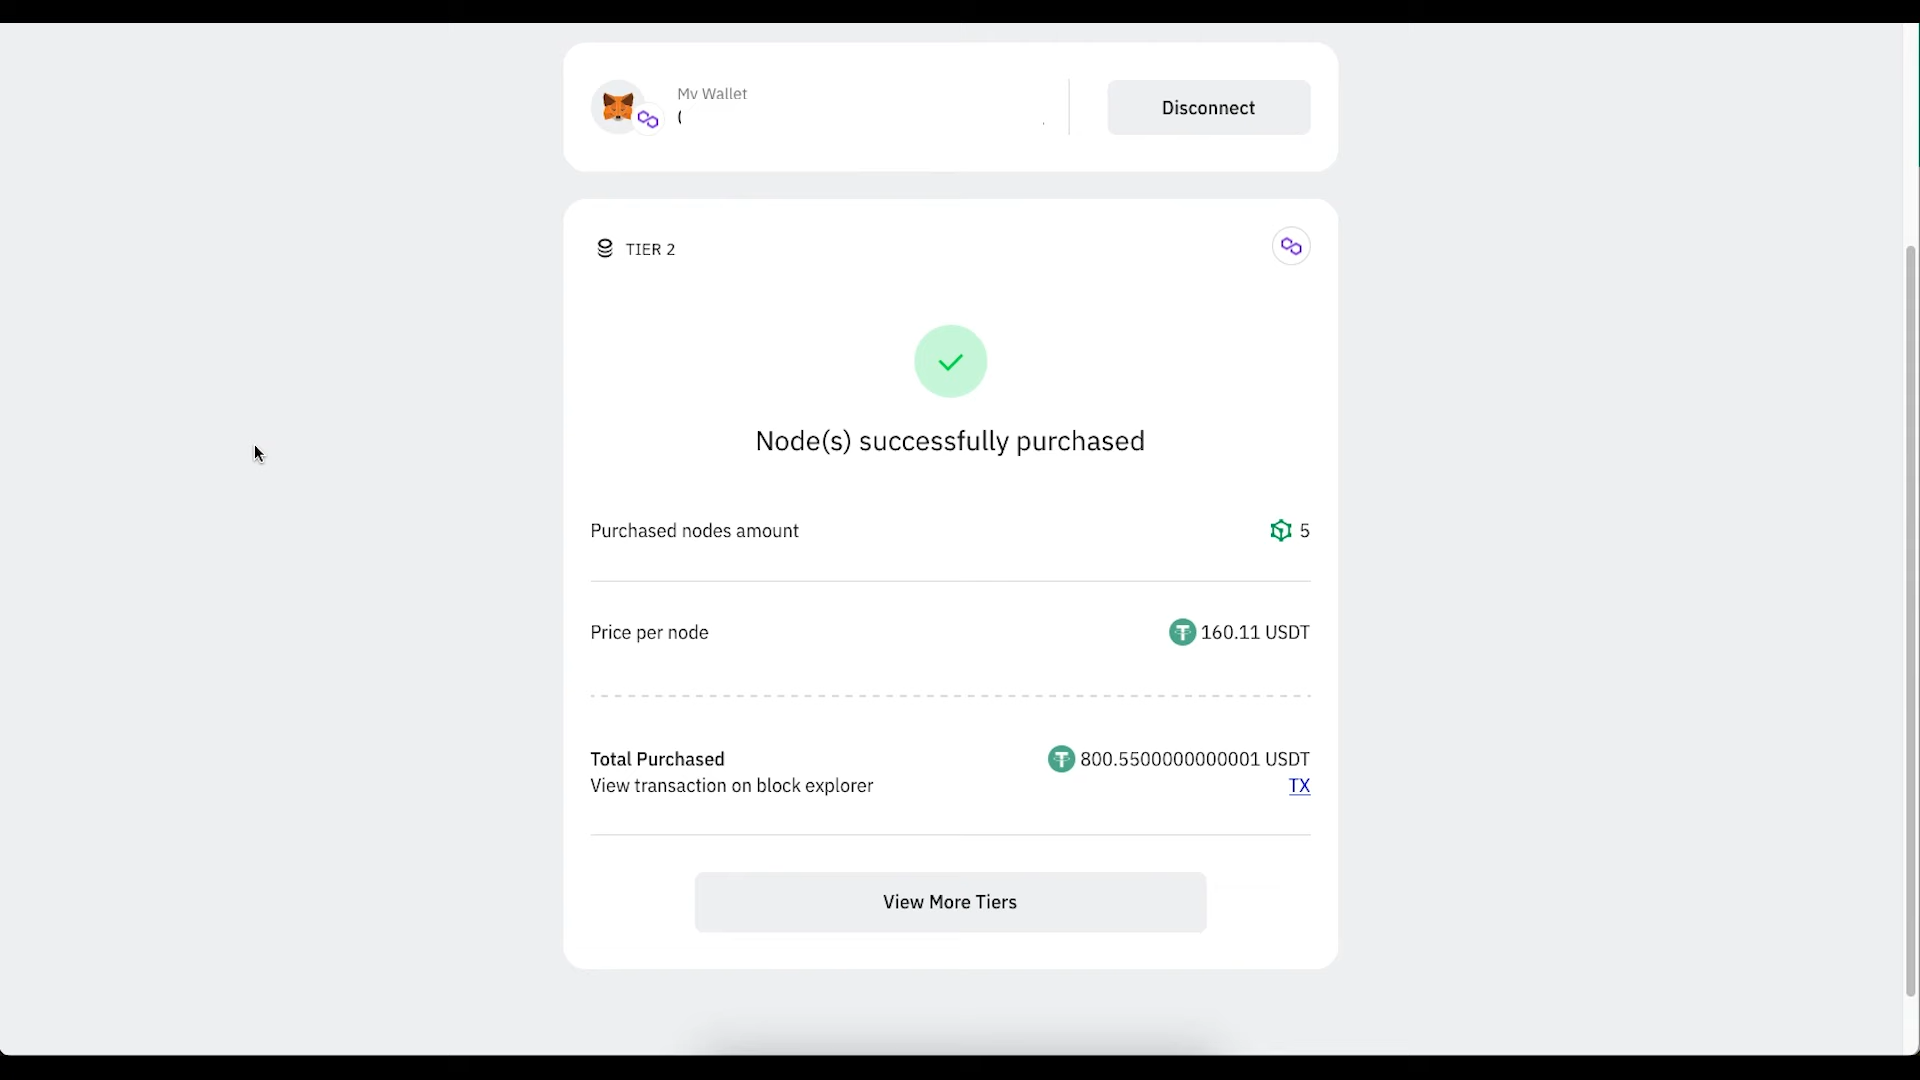 My Wallet
Disconnect
TIER 2
Node(s) successfully purchased
Purchased nodes amount
5
Price per node
160.11 USDT
Total Purchased
800.5500000000001 USDT
View transaction on block explorer
TX
View More Tiers